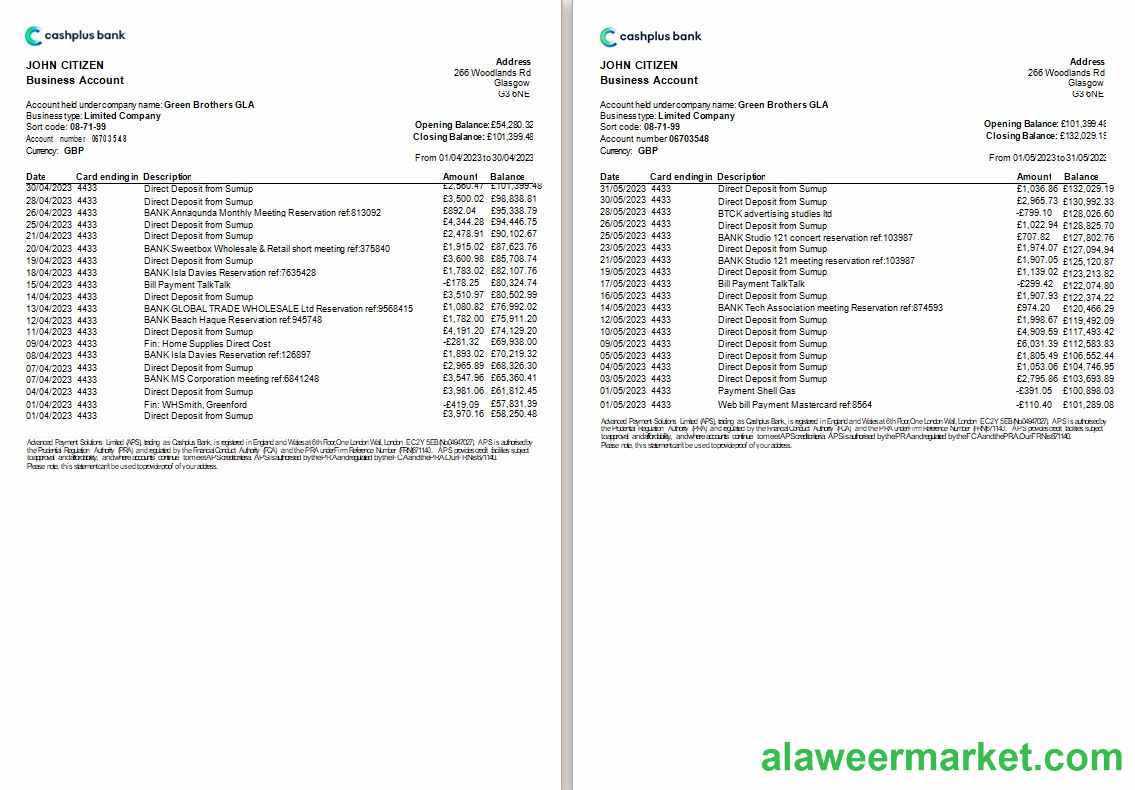 cashplus bank
JOHN CITIZEN
Business Account
Address
266 Woodlands Rd
Glasgow
G3 6NE
Account held under company name: Green Brothers GLA
Business type: Limited Company
Sort code: 08-71-99
Account number 06703548
Currency: GBP
Opening Balance: £54,280.32
Closing Balance: £101,399.48
From 01/04/2023 to 30/04/2023
Date Card ending in Description Amount Balance
30/04/2023 4433 Direct Deposit from Sumup £2,560.47 £101,399.48
28/04/2023 4433 Direct Deposit from Sumup £3,500.02 £98,838.81
26/04/2023 4433 BANK Annaqunda Monthly Meeting Reservation ref:813092 £892.04 £95,338.79
25/04/2023 4433 Direct Deposit from Sumup £4,344.28 £94,446.75
21/04/2023 4433 Direct Deposit from Sumup £2,478.91 £90,102.67
20/04/2023 4433 BANK Sweetbox Wholesale & Retail short meeting ref:375840 £1,915.02 £87,623.76
19/04/2023 4433 Direct Deposit from Sumup £3,600.98 £85,708.74
18/04/2023 4433 BANK Isla Davies Reservation ref:7635428 £1,783.02 £82,107.76
15/04/2023 4433 Bill Payment TalkTalk -£178.25 £80,324.74
14/04/2023 4433 Direct Deposit from Sumup £3,510.97 £80,502.99
13/04/2023 4433 BANK GLOBAL TRADE WHOLESALE Ltd Reservation ref:9568415 £1,080.82 £76,992.02
12/04/2023 4433 BANK Beach Haque Reservation ref:945748 £1,782.00 £75,911.20
11/04/2023 4433 Direct Deposit from Sumup £4,191.20 £74,129.20
09/04/2023 4433 Fin: Home Supplies Direct Cost -£281.32 £69,938.00
08/04/2023 4433 BANK Isla Davies Reservation ref:126897 £1,893.02 £70,219.32
07/04/2023 4433 Direct Deposit from Sumup £2,965.89 £68,326.30
07/04/2023 4433 BANK MS Corporation meeting ref:6841248 £3,547.96 £65,360.41
04/04/2023 4433 Direct Deposit from Sumup £3,981.06 £61,812.45
01/04/2023 4433 Fin: WHSmith, Greenford -£419.09 £57,831.39
01/04/2023 4433 Direct Deposit from Sumup £3,970.16 £58,250.48
Advanced Payment Solutions Limited (APS), trading as Cashplus Bank, is registered in England and Wales at 6th Floor, One London Wall, London EC2Y 5EB (No.04947027). APS is authorised by
the Prudential Regulation Authority (PRA) and regulated by the Financial Conduct Authority (FCA) and the PRA under Firm Reference Number (FRN)671140. APS provides credit facilities subject
to approval and affordability, and where accounts continue to meet APS credit criteria. APS is authorised by the PRA and regulated by the FCA and the PRA. Our FRN is 671140.
Please note, this statement can't be used to provide proof of your address.
cashplus bank
JOHN CITIZEN
Business Account
Address
266 Woodlands Rd
Glasgow
G3 6NE
Account held under company name: Green Brothers GLA
Business type: Limited Company
Sort code: 08-71-99
Account number 06703548
Currency: GBP
Opening Balance: £101,399.48
Closing Balance: £132,029.19
From 01/05/2023 to 31/05/2023
Date Card ending in Description Amount Balance
31/05/2023 4433 Direct Deposit from Sumup £1,036.86 £132,029.19
30/05/2023 4433 Direct Deposit from Sumup £2,965.73 £130,992.33
28/05/2023 4433 BTCK advertising studies ltd -£799.10 £128,026.60
26/05/2023 4433 Direct Deposit from Sumup £1,022.94 £128,825.70
25/05/2023 4433 BANK Studio 121 concert reservation ref:103987 £707.82 £127,802.76
23/05/2023 4433 Direct Deposit from Sumup £1,974.07 £127,094.94
21/05/2023 4433 BANK Studio 121 meeting reservation ref:103987 £1,907.05 £125,120.87
19/05/2023 4433 Direct Deposit from Sumup £1,139.02 £123,213.82
17/05/2023 4433 Bill Payment TalkTalk -£299.42 £122,074.80
16/05/2023 4433 Direct Deposit from Sumup £1,907.93 £122,374.22
14/05/2023 4433 BANK Tech Association meeting Reservation ref:874593 £974.20 £120,466.29
12/05/2023 4433 Direct Deposit from Sumup £1,998.67 £119,492.09
10/05/2023 4433 Direct Deposit from Sumup £4,909.59 £117,493.42
09/05/2023 4433 Direct Deposit from Sumup £6,031.39 £112,583.83
05/05/2023 4433 Direct Deposit from Sumup £1,805.49 £106,552.44
04/05/2023 4433 Direct Deposit from Sumup £1,053.06 £104,746.95
03/05/2023 4433 Direct Deposit from Sumup £2,795.86 £103,693.89
01/05/2023 4433 Payment Shell Gas -£391.05 £100,898.03
01/05/2023 4433 Web bill Payment Mastercard ref:8564 -£110.40 £101,289.08
Advanced Payment Solutions Limited (APS), trading as Cashplus Bank, is registered in England and Wales at 6th Floor, One London Wall, London EC2Y 5EB (No.04947027). APS is authorised by
the Prudential Regulation Authority (PRA) and regulated by the Financial Conduct Authority (FCA) and the PRA under Firm Reference Number (FRN)671140. APS provides credit facilities subject
to approval and affordability, and where accounts continue to meet APS credit criteria. APS is authorised by the PRA and regulated by the FCA and the PRA. Our FRN is 671140.
Please note, this statement can't be used to provide proof of your address.
alaweermarket.com